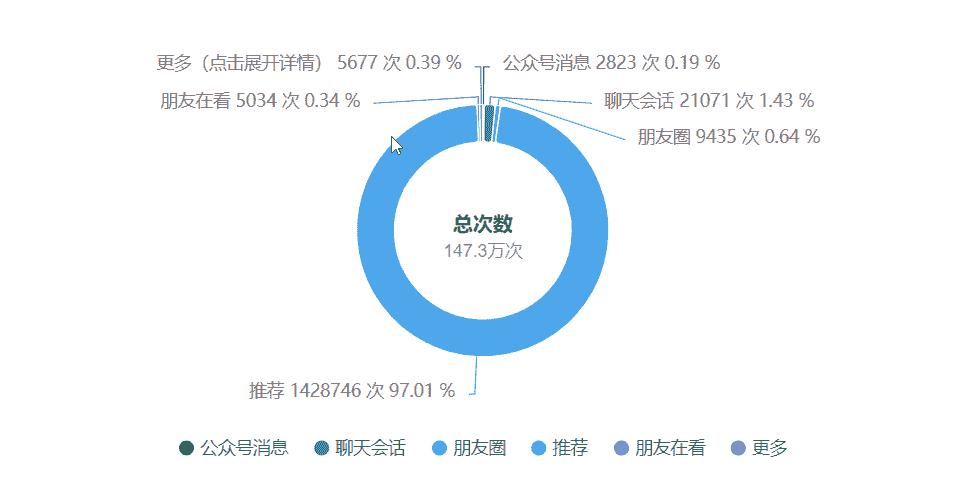 更多（点击展开详情） 5677 次 0.39 %
公众号消息 2823 次 0.19 %
朋友在看 5034 次 0.34 %
聊天会话 21071 次 1.43 %
朋友圈 9435 次 0.64 %
总次数
147.3万次
推荐 1428746 次 97.01 %
公众号消息 聊天会话 朋友圈 推荐 朋友在看 更多